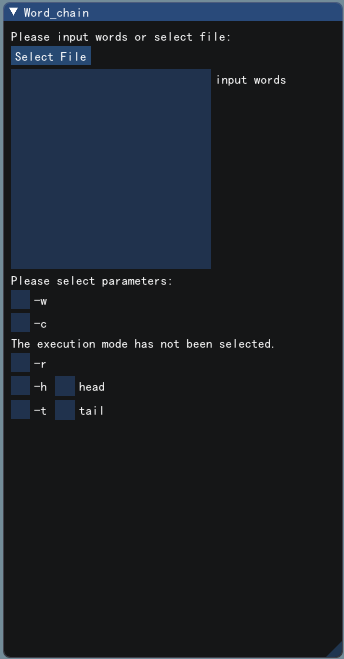 Word_chain
Please input words or select file:
Select File
input words
Please select parameters:
-w
-c
The execution mode has not been selected.
-r
-h head
-t tail